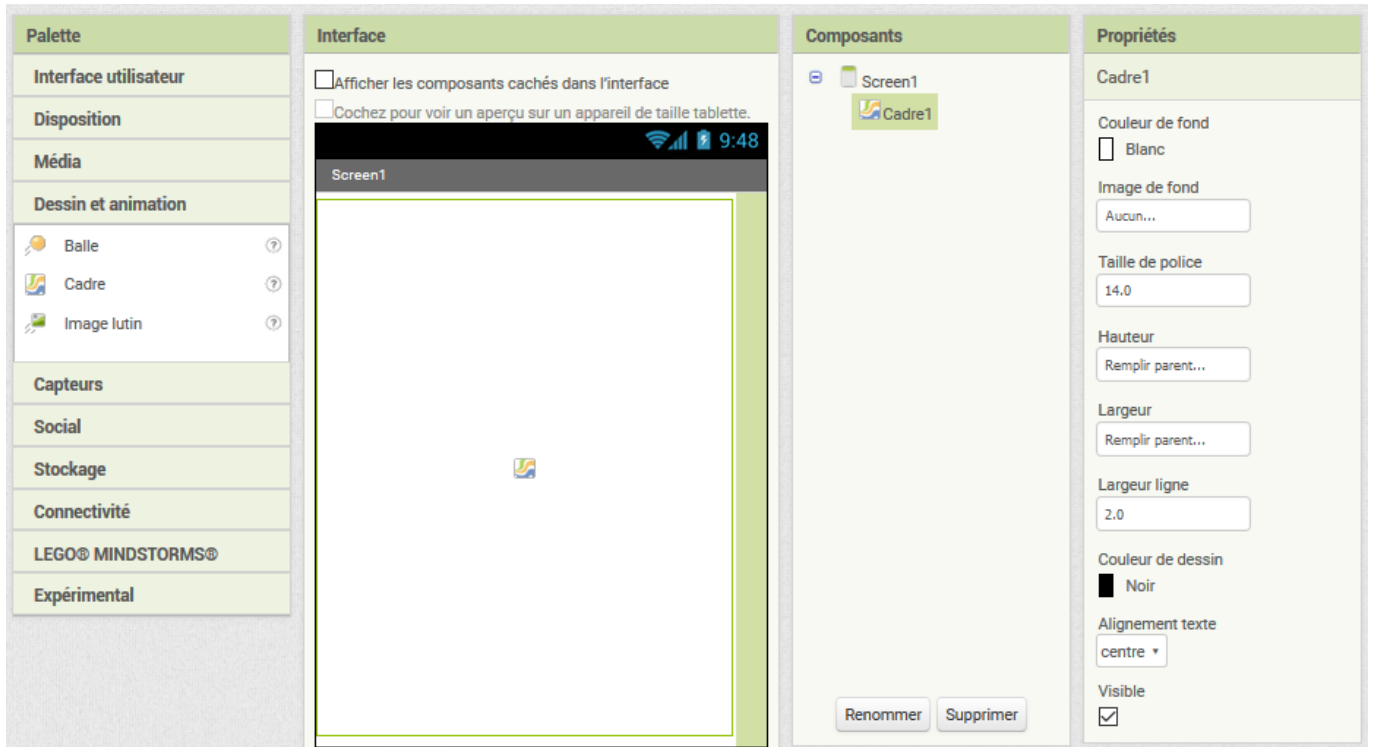 Palette
Interface utilisateur
Disposition
Média
Dessin et animation
Balle
?
Cadre
?
Image lutin
?
Capteurs
Social
Stockage
Connectivité
LEGO® MINDSTORMS®
Expérimental
Interface
Afficher les composants cachés dans l'interface
Cochez pour voir un aperçu sur un appareil de taille tablette.
9:48
Screen1
Composants
Screen1
Cadre1
Renommer
Supprimer
Propriétés
Cadre1
Couleur de fond
Blanc
Image de fond
Aucun...
Taille de police
14.0
Hauteur
Remplir parent...
Largeur
Remplir parent...
Largeur ligne
2.0
Couleur de dessin
Noir
Alignement texte
centre
Visible